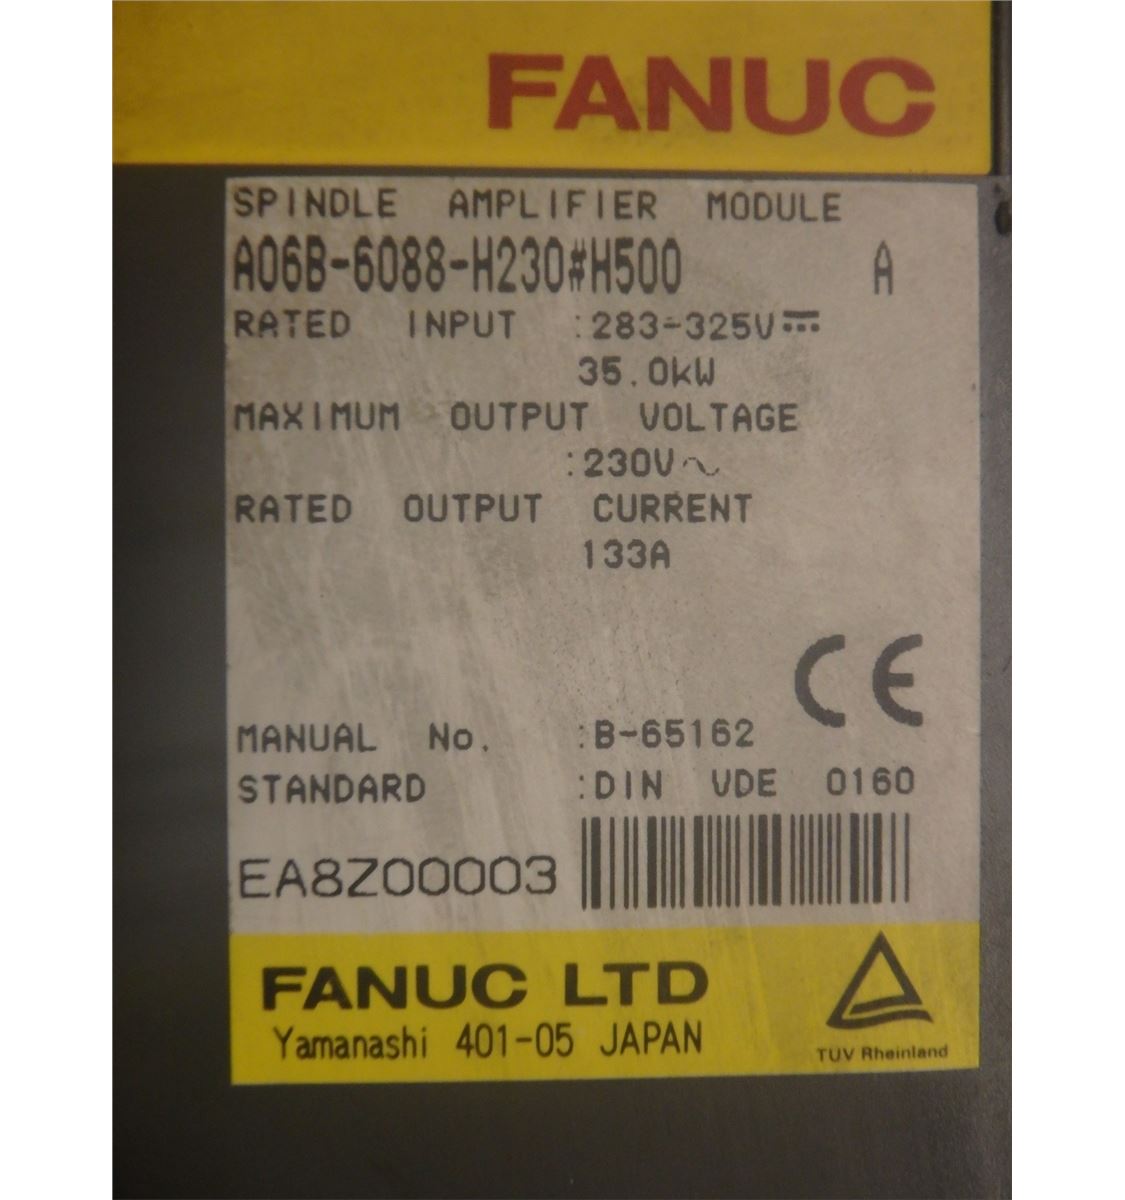 FANUC
SPINDLE AMPLIFIER MODULE
A06B-6088-H230#H500 A
RATED INPUT :283-325V⎓
35.0kW
MAXIMUM OUTPUT VOLTAGE
:230V~
RATED OUTPUT CURRENT
133A
CE
MANUAL No. :B-65162
STANDARD :DIN VDE 0160
EA8Z00003
FANUC LTD
Yamanashi 401-05 JAPAN
TÜV Rheinland